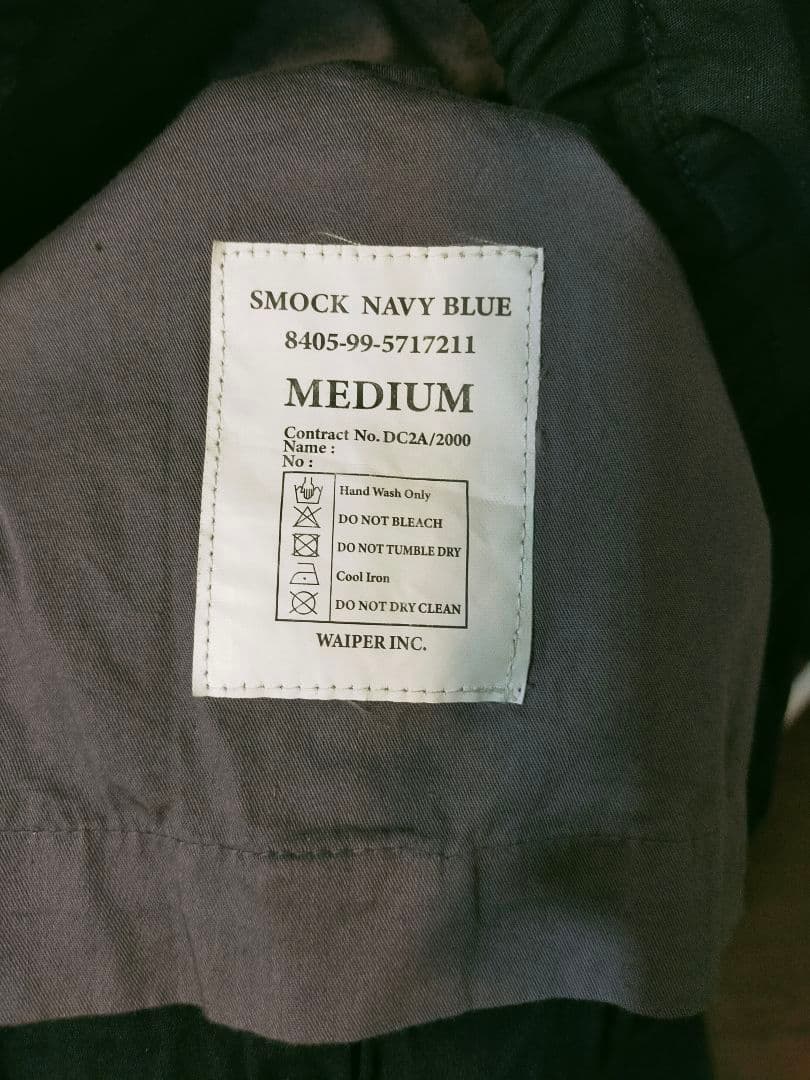 SMOCK NAVY BLUE
8405-99-5717211
MEDIUM
Contract No. DC2A/2000
Name :
No :
Hand Wash Only
DO NOT BLEACH
DO NOT TUMBLE DRY
Cool Iron
DO NOT DRY CLEAN
WAIPER INC.